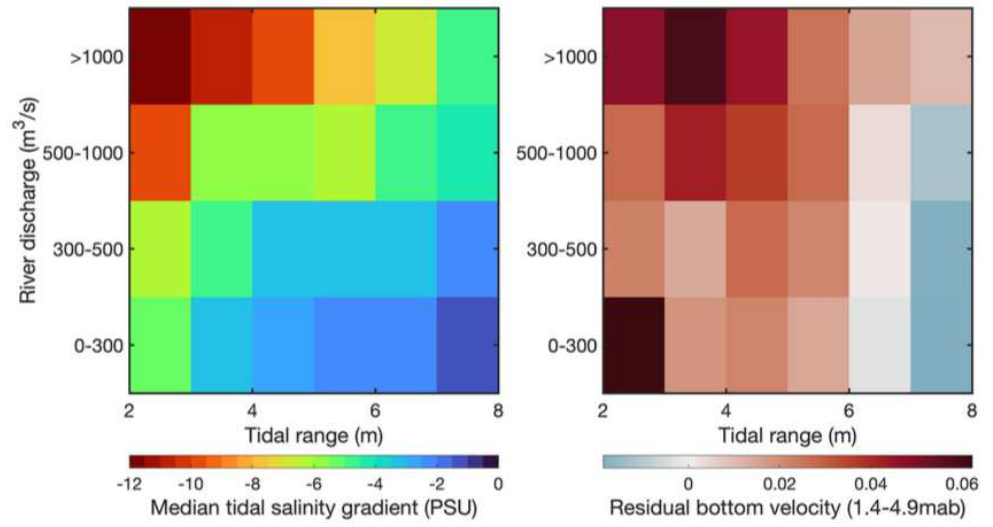 River discharge (m³/s)
>1000
500-1000
300-500
0-300
2 4 6 8
Tidal range (m)
-12 -10 -8 -6 -4 -2 0
Median tidal salinity gradient (PSU)
>1000
500-1000
300-500
0-300
2 4 6 8
Tidal range (m)
0 0.02 0.04 0.06
Residual bottom velocity (1.4-4.9mab)